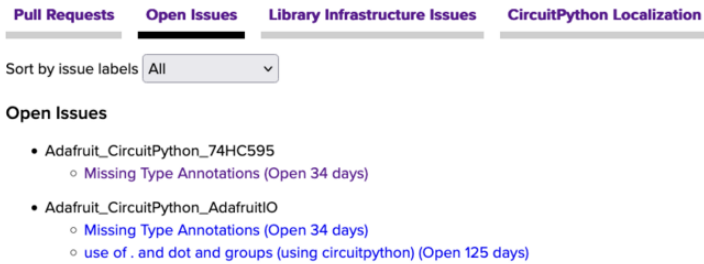 Pull Requests Open Issues Library Infrastructure Issues CircuitPython Localization
Sort by issue labels All
Open Issues
Adafruit_CircuitPython_74HC595
Missing Type Annotations (Open 34 days)
Adafruit_CircuitPython_AdafruitIO
Missing Type Annotations (Open 34 days)
use of . and dot and groups (using circuitpython) (Open 125 days)